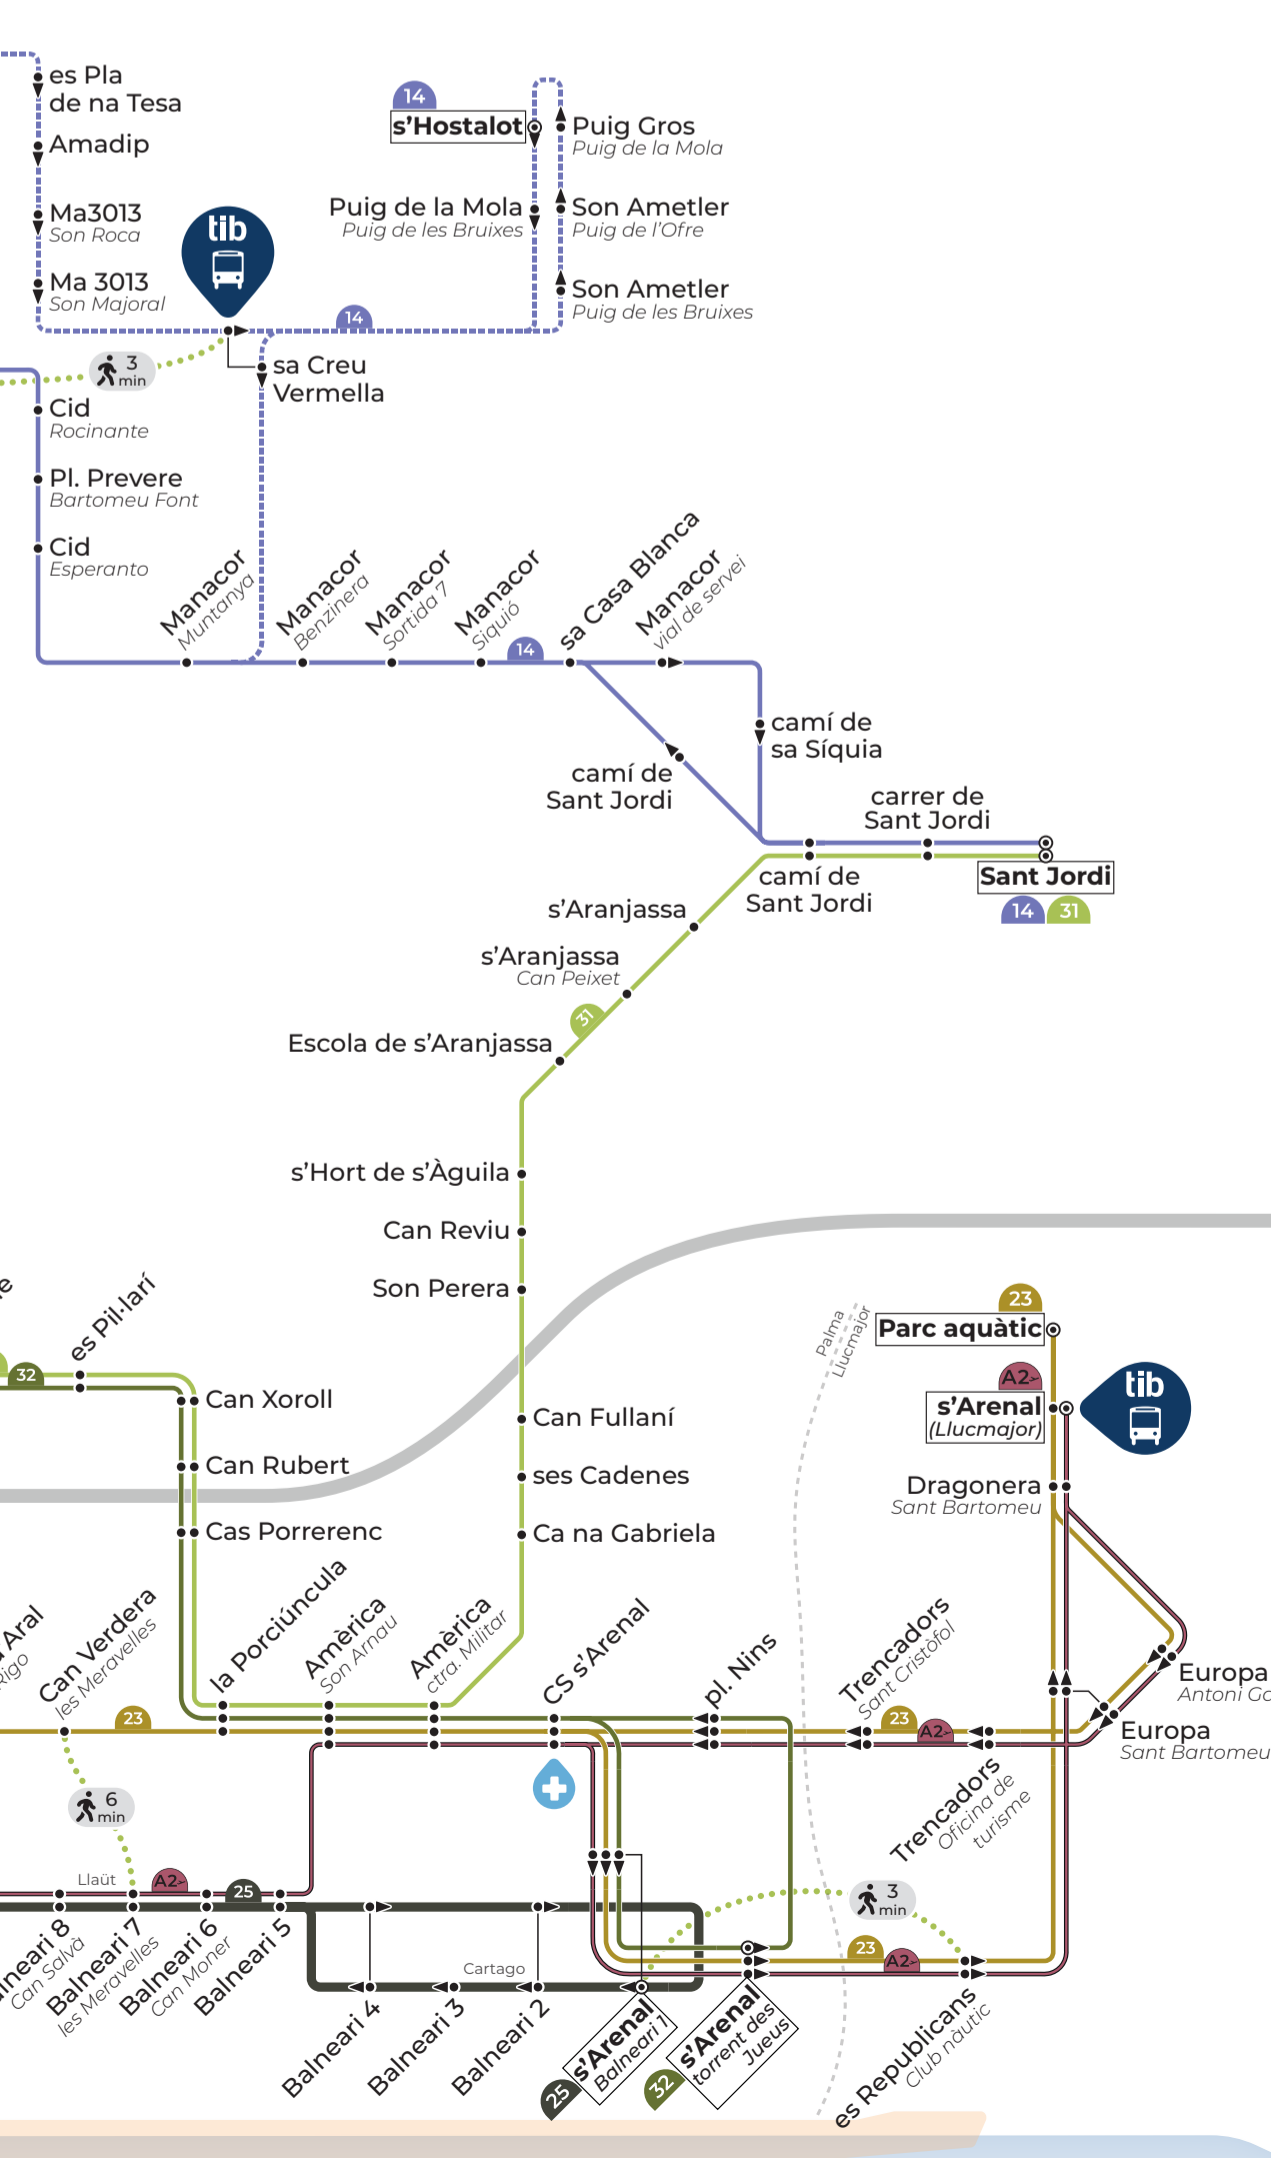 es Pla
de na Tesa
Amadip
Ma3013
Son Roca
Ma 3013
Son Majoral
tib
14
s'Hostalot
Puig Gros
Puig de la Mola
Puig de la Mola
Puig de les Bruixes
Son Ametler
Puig de l'Ofre
Son Ametler
Puig de les Bruixes
14
3
min
sa Creu
Vermella
Cid
Rocinante
Pl. Prevere
Bartomeu Font
Cid
Esperanto
Manacor
Muntanya
Manacor
Benzinera
Manacor
Sortida 7
Manacor
Siquió
14
sa Casa Blanca
Manacor
vial de servei
camí de
sa Síquia
camí de
Sant Jordi
carrer de
Sant Jordi
camí de
Sant Jordi
Sant Jordi
14
31
s'Aranjassa
s'Aranjassa
Can Peixet
31
Escola de s'Aranjassa
s'Hort de s'Àguila
Can Reviu
Son Perera
es Pil·larí
32
Can Xoroll
Can Rubert
Cas Porrerenc
Can Fullaní
ses Cadenes
Ca na Gabriela
Palma
Llucmajor
23
Parc aquàtic
A2
s'Arenal
(Llucmajor)
tib
Dragonera
Sant Bartomeu
Aral
Rigo
Can Verdera
les Meravelles
23
la Porciúncula
Amèrica
Son Arnau
Amèrica
ctra. Militar
CS s'Arenal
pl. Nins
Trencadors
Sant Cristòfol
23
A2
Europa
Antoni
Europa
Sant Bartomeu
Trencadors
Oficina de
turisme
6
min
Llaüt
A2
25
3
min
23
A2
Cartago
8
Can Salvà
Balneari 7
les Meravelles
Balneari 6
Can Moner
Balneari 5
Balneari 4
Balneari 3
Balneari 2
25
s'Arenal
Balneari 1
32
s'Arenal
torrent des
Jueus
es Republicans
Club nàutic